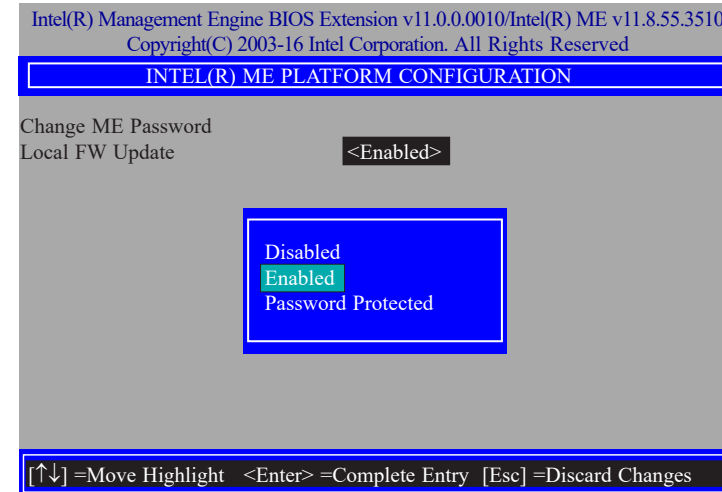 Intel(R) Management Engine BIOS Extension v11.0.0.0010/Intel(R) ME v11.8.55.3510
Copyright(C) 2003-16 Intel Corporation. All Rights Reserved
INTEL(R) ME PLATFORM CONFIGURATION
Change ME Password
Local FW Update <Enabled>
Disabled
Enabled
Password Protected
[↑↓] =Move Highlight <Enter> =Complete Entry [Esc] =Discard Changes